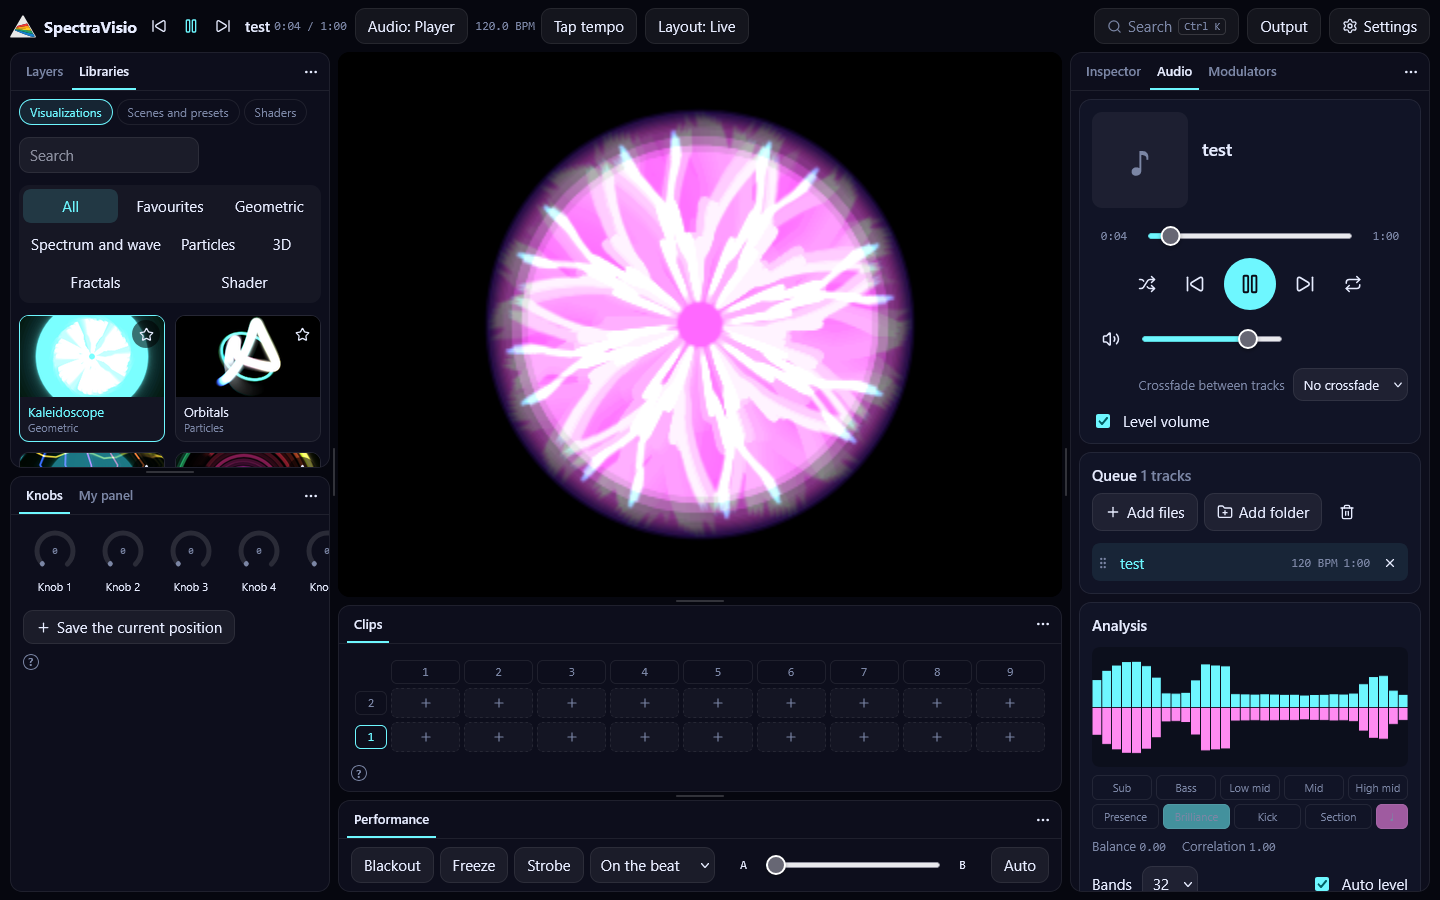 SpectraVisio test 0:04 / 1:00 Audio: Player 120.0 BPM Tap tempo Layout: Live Search Ctrl K Output Settings
Layers Libraries
Visualizations Scenes and presets Shaders
Search
All Favourites Geometric
Spectrum and wave Particles 3D
Fractals Shader
Kaleidoscope
Geometric
Orbitals
Particles
Knobs My panel
0 0 0 0
Knob 1 Knob 2 Knob 3 Knob 4 Kno
+ Save the current position
?
Clips
1 2 3 4 5 6 7 8 9
2 + + + + + + + + +
1 + + + + + + + + +
?
Performance
Blackout Freeze Strobe On the beat A B Auto
Inspector Audio Modulators
test
0:04 1:00
Crossfade between tracks No crossfade
Level volume
Queue 1 tracks
+ Add files Add folder
test 120 BPM 1:00
Analysis
Sub Bass Low mid Mid High mid
Presence Brilliance Kick Section
Balance 0.00 Correlation 1.00
Bands 32 Auto level